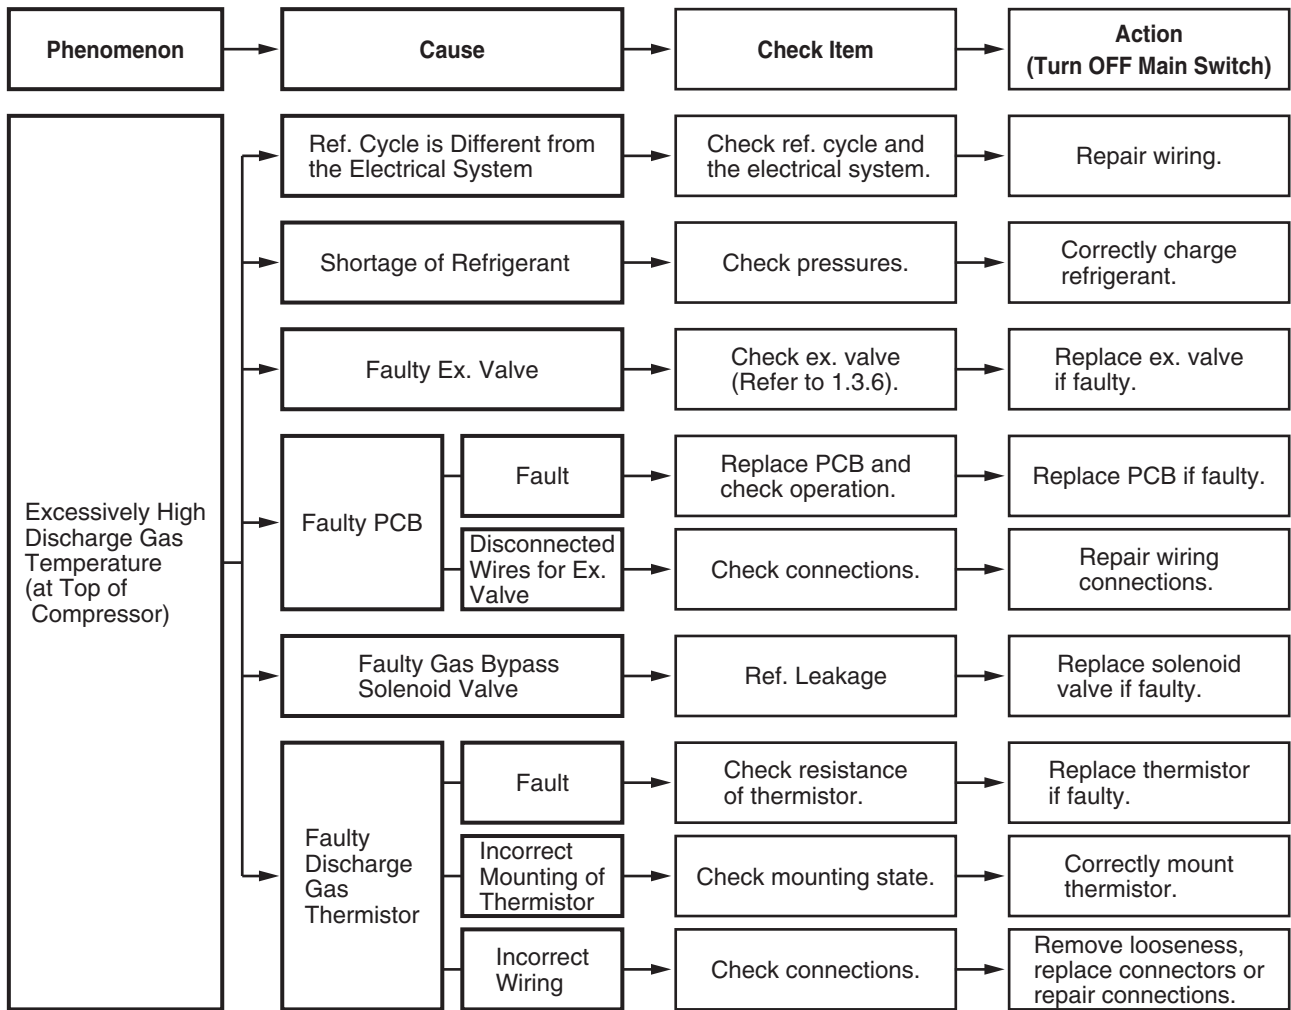 Phenomenon
Cause
Check Item
Action
(Turn OFF Main Switch)
Excessively High
Discharge Gas
Temperature
(at Top of
Compressor)
Ref. Cycle is Different from
the Electrical System
Check ref. cycle and
the electrical system.
Repair wiring.
Shortage of Refrigerant
Check pressures.
Correctly charge
refrigerant.
Faulty Ex. Valve
Check ex. valve
(Refer to 1.3.6).
Replace ex. valve
if faulty.
Faulty PCB
Fault
Replace PCB and
check operation.
Replace PCB if faulty.
Disconnected
Wires for Ex.
Valve
Check connections.
Repair wiring
connections.
Faulty Gas Bypass
Solenoid Valve
Ref. Leakage
Replace solenoid
valve if faulty.
Faulty
Discharge
Gas
Thermistor
Fault
Check resistance
of thermistor.
Replace thermistor
if faulty.
Incorrect
Mounting of
Thermistor
Check mounting state.
Correctly mount
thermistor.
Incorrect
Wiring
Check connections.
Remove looseness,
replace connectors or
repair connections.